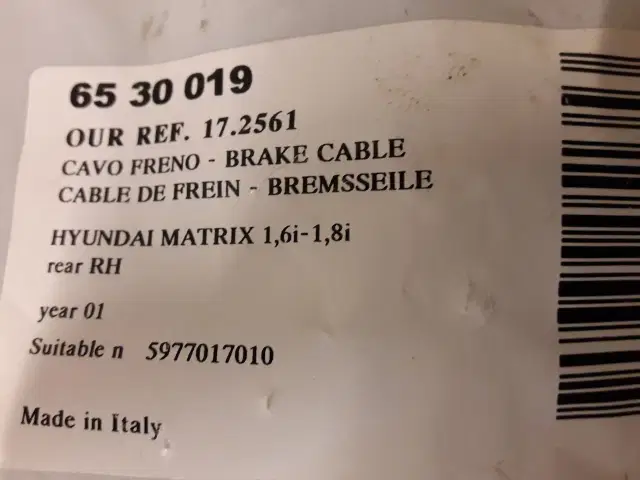 65 30 019
OUR REF. 17.2561
CAVO FRENO - BRAKE CABLE
CABLE DE FREIN - BREMSSEILE
HYUNDAI MATRIX 1,6i-1,8i
rear RH
year 01
Suitable n 5977017010
Made in Italy